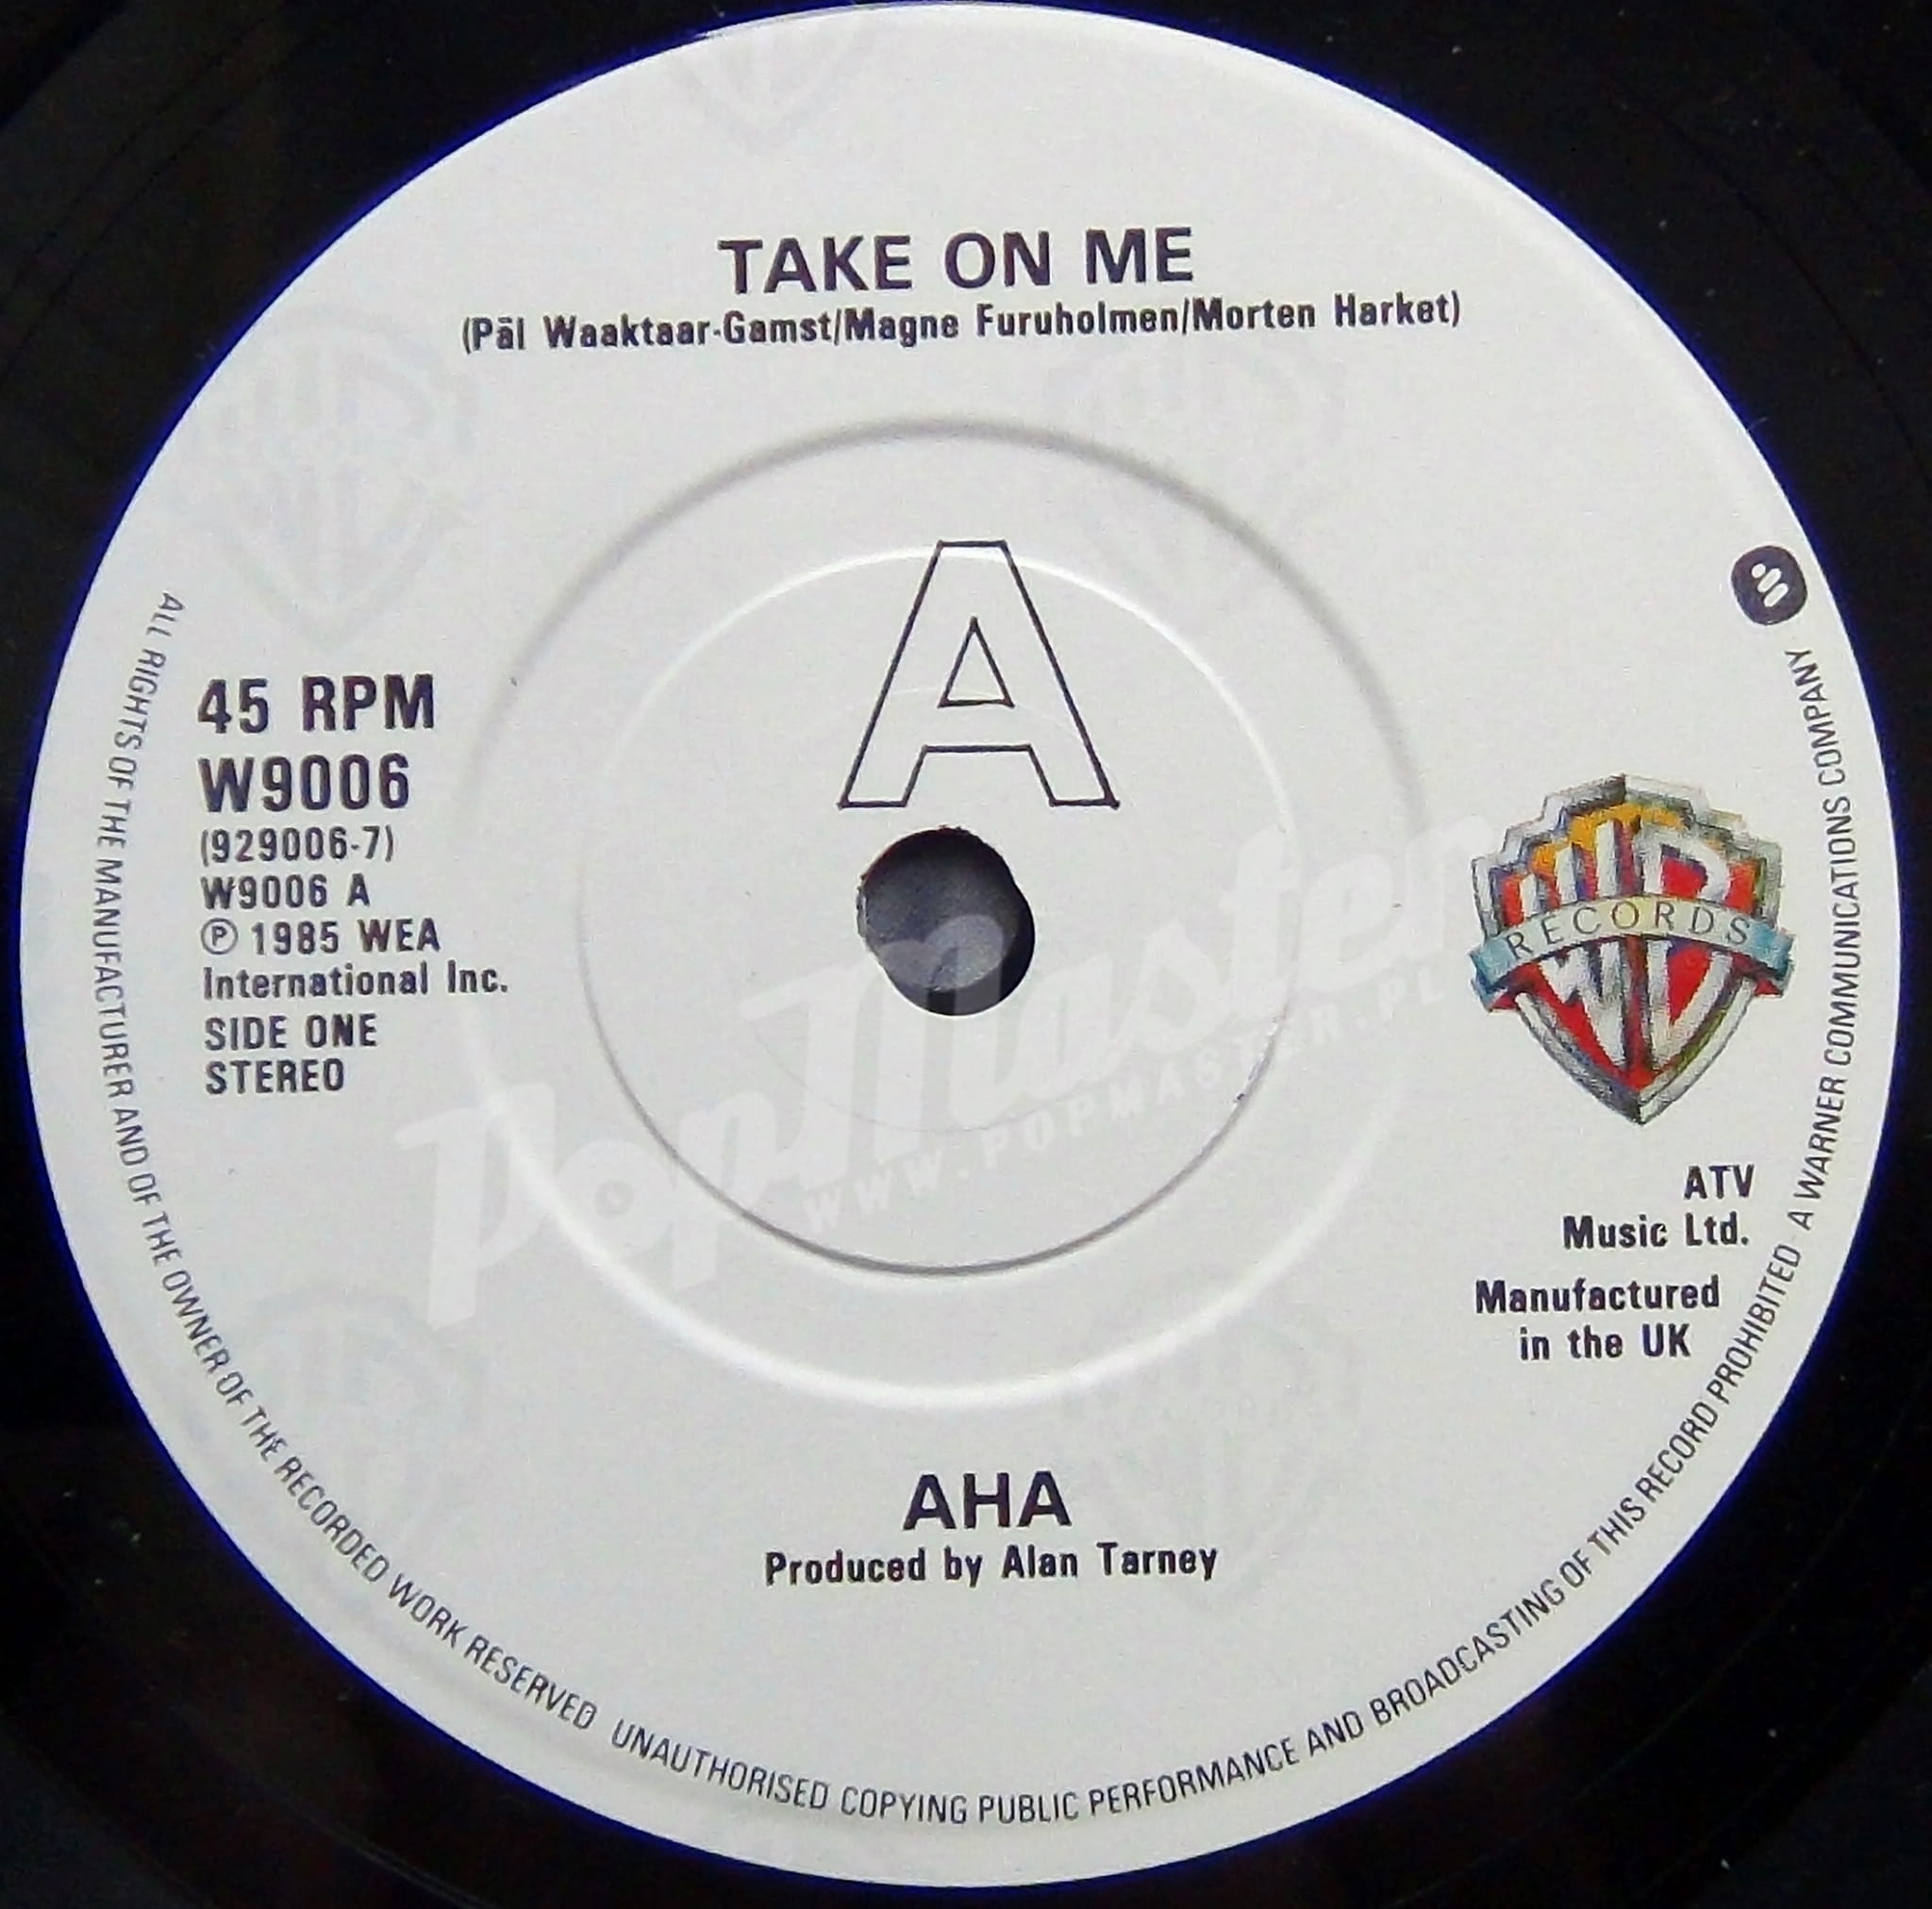 TAKE ON ME
(Päl Waaktaar-Gamst/Magne Furuholmen/Morten Harket)
A
45 RPM
W9006
(929006-7)
W9006 A
Ⓟ 1985 WEA
International Inc.
SIDE ONE
STEREO
RECORDS
ATV
Music Ltd.
Manufactured
in the UK
AHA
Produced by Alan Tarney
ALL RIGHTS OF THE MANUFACTURER AND OF THE OWNER OF THE RECORDED WORK RESERVED UNAUTHORISED COPYING PUBLIC PERFORMANCE AND BROADCASTING OF THIS RECORD PROHIBITED A WARNER COMMUNICATIONS COMPANY
PopMaster
WWW.POPMASTER.PL